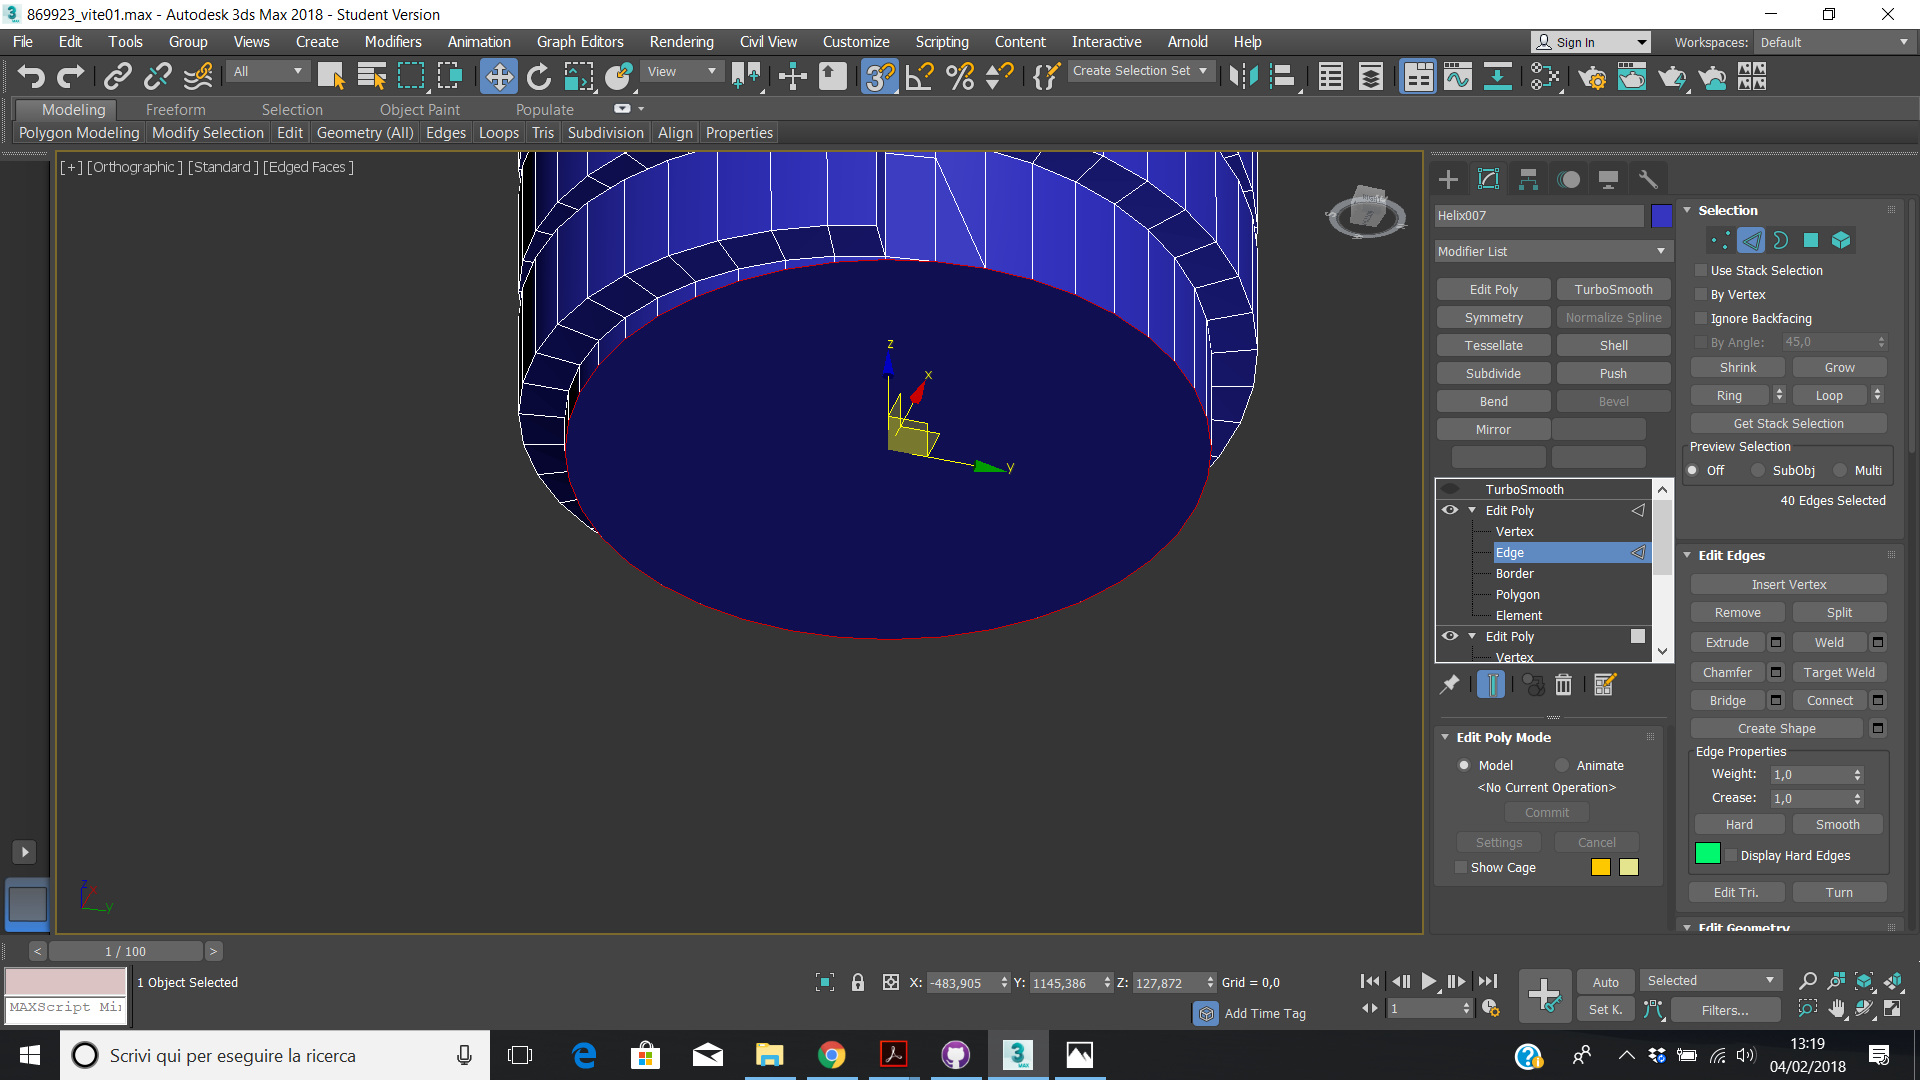 869923_vite01.max - Autodesk 3ds Max 2018 - Student Version
File Edit Tools Group Views Create Modifiers Animation Graph Editors Rendering Civil View Customize Scripting Content Interactive Arnold Help Sign In Workspaces: Default
All View Create Selection Set
Modeling Freeform Selection Object Paint Populate
Polygon Modeling Modify Selection Edit Geometry (All) Edges Loops Tris Subdivision Align Properties
[+] [Orthographic] [Standard] [Edged Faces]
z
x
y
z
x
y
Helix007
Modifier List
Edit Poly TurboSmooth
Symmetry Normalize Spline
Tessellate Shell
Subdivide Push
Bend Bevel
Mirror
TurboSmooth
Edit Poly
Vertex
Edge
Border
Polygon
Element
Edit Poly
Vertex
Edit Poly Mode
Model Animate
<No Current Operation>
Commit
Settings Cancel
Show Cage
Selection
Use Stack Selection
By Vertex
Ignore Backfacing
By Angle: 45,0
Shrink Grow
Ring Loop
Get Stack Selection
Preview Selection
Off SubObj Multi
40 Edges Selected
Edit Edges
Insert Vertex
Remove Split
Extrude Weld
Chamfer Target Weld
Bridge Connect
Create Shape
Edge Properties
Weight: 1,0
Crease: 1,0
Hard Smooth
Display Hard Edges
Edit Tri. Turn
Edit Geometry
< 1 / 100 >
1 Object Selected
MAXScript Mi
X: -483,905 Y: 1145,386 Z: 127,872 Grid = 0,0
Add Time Tag
1
Auto Selected
Set K. Filters...
Scrivi qui per eseguire la ricerca
13:19
04/02/2018